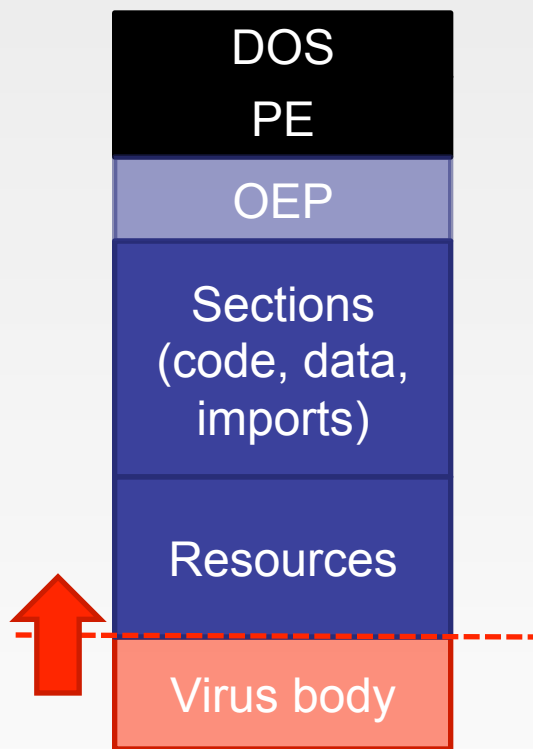 DOS
PE
OEP
Sections
(code, data,
imports)
Resources
Virus body